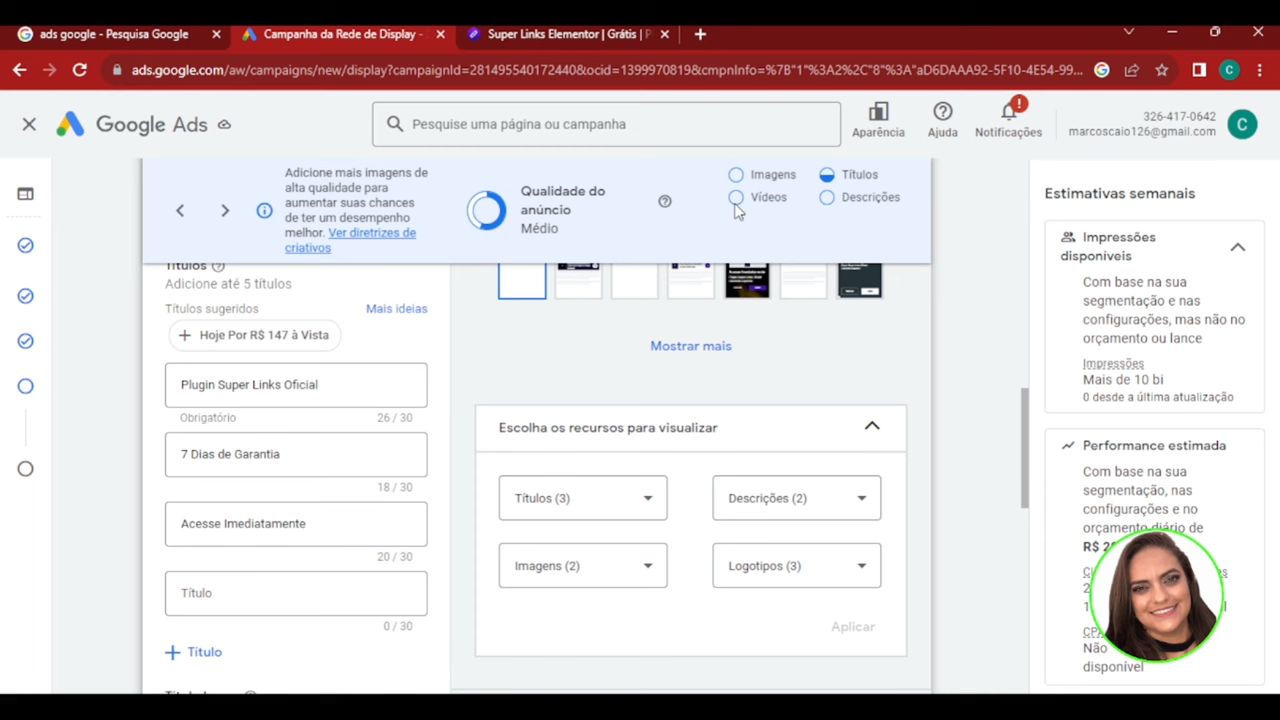 ads google - Pesquisa Google
Campanha da Rede de Display -
Super Links Elementor | Grátis | P
ads.google.com/aw/campaigns/new/display?campaignId=281495540172440&ocid=1399970819&cmpnInfo=%7B"1"%3A2%2C"8"%3A"aD6DAAA92-5F10-4E54-99...
C
Google Ads
Pesquise uma página ou campanha
Aparência
Ajuda
Notificações
326-417-0642
marcoscaio126@gmail.com
C
Adicione mais imagens de
alta qualidade para
aumentar suas chances
de ter um desempenho
melhor. Ver diretrizes de
criativos
Qualidade do
anúncio
Médio
Imagens
Títulos
Vídeos
Descrições
Títulos
Adicione até 5 títulos
Títulos sugeridos
Mais ideias
+ Hoje Por R$ 147 à Vista
Plugin Super Links Oficial
Obrigatório
26 / 30
7 Dias de Garantia
18 / 30
Acesse Imediatamente
20 / 30
Título
0 / 30
+ Título
Mostrar mais
Escolha os recursos para visualizar
Títulos (3)
Descrições (2)
Imagens (2)
Logotipos (3)
Aplicar
Estimativas semanais
Impressões
disponíveis
Com base na sua
segmentação e nas
configurações, mas não no
orçamento ou lance
Impressões
Mais de 10 bi
0 desde a última atualização
Performance estimada
Com base na sua
segmentação, nas
configurações e no
orçamento diário de
R$
Não
disponível